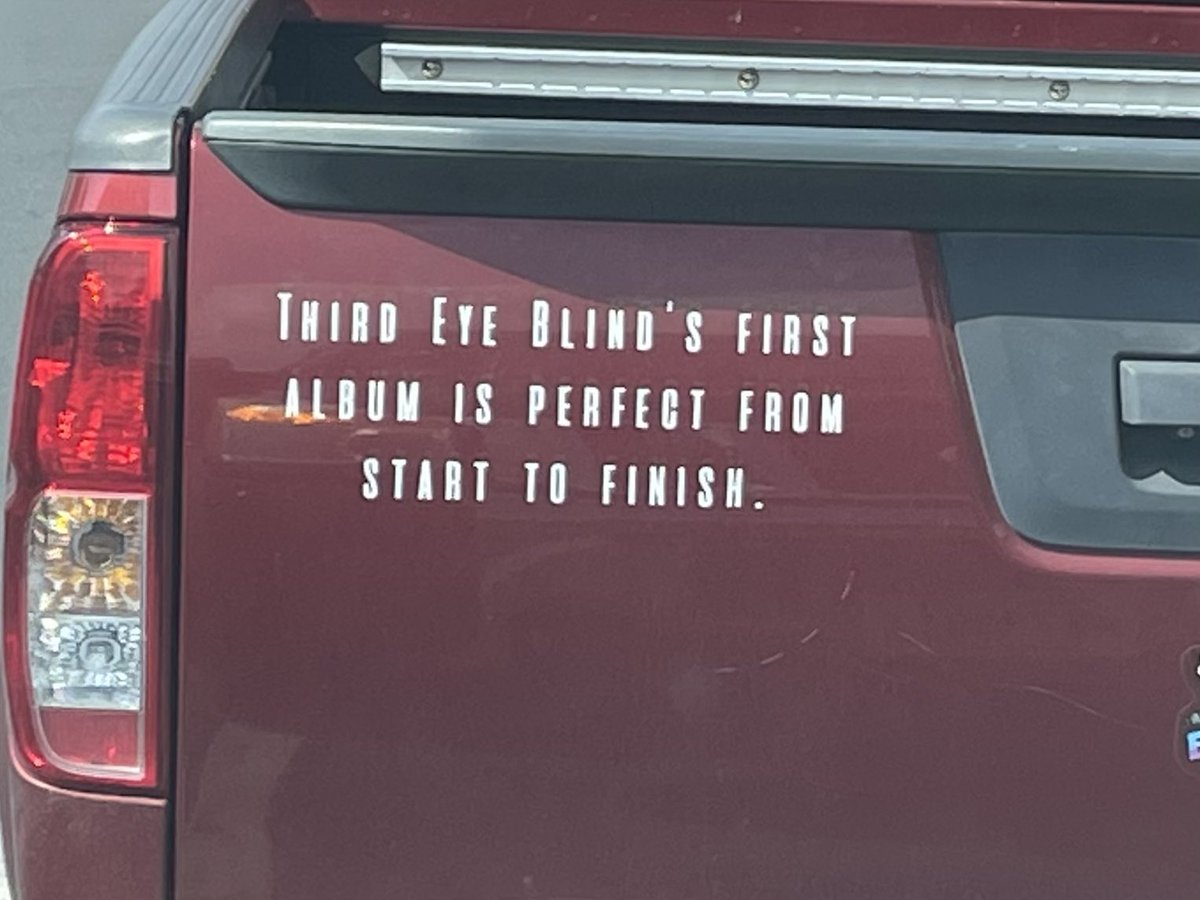 Third Eye Blind's first
album is perfect from
start to finish.